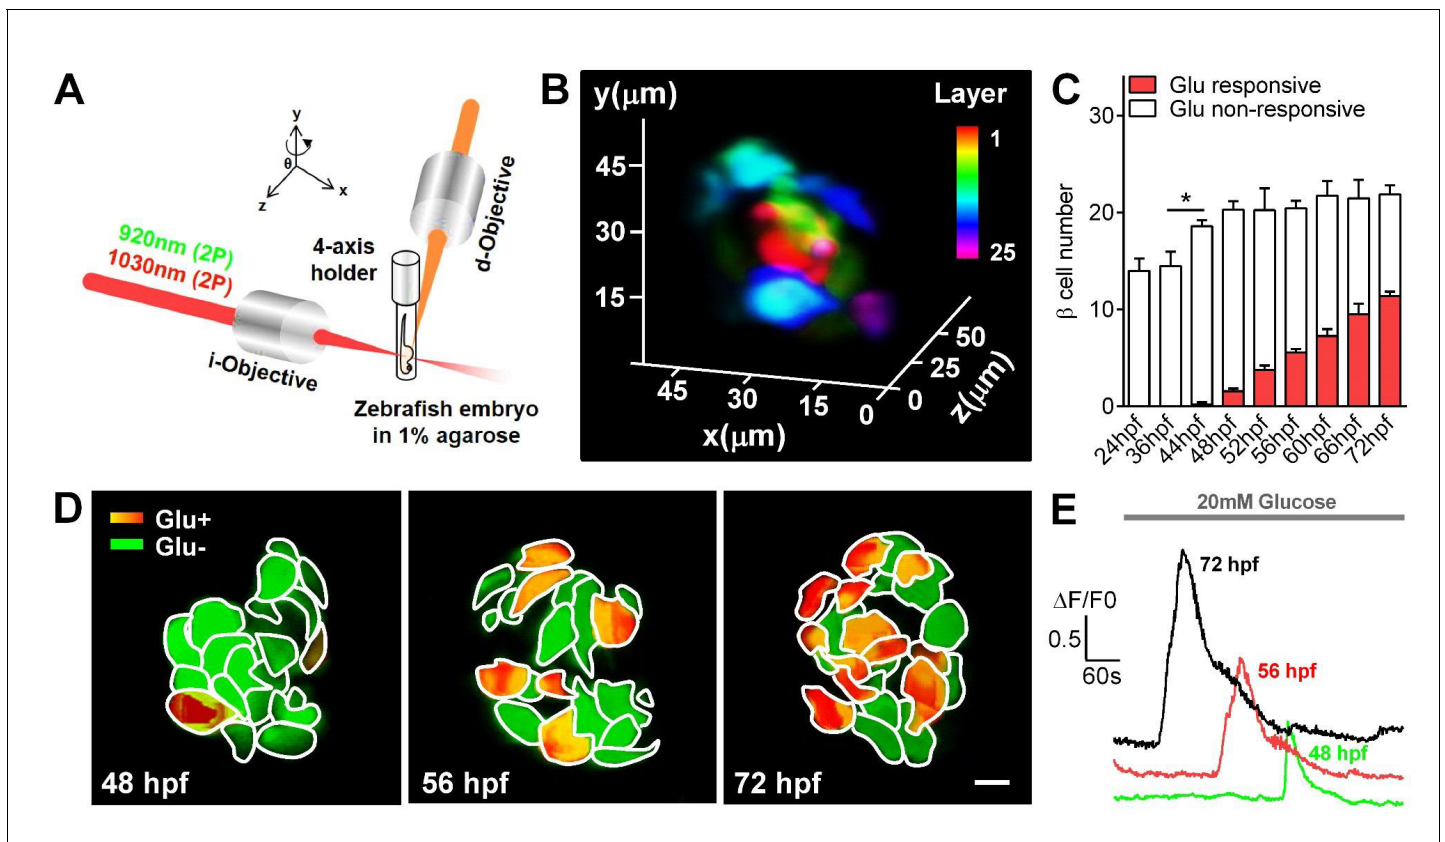 A
y
θ
z
x
920nm (2P)
1030nm (2P)
i-Objective
4-axis
holder
d-Objective
Zebrafish embryo
in 1% agarose
B
y(μm)
45
30
15
45
30
15
0
x(μm)
0
25
50
z(μm)
Layer
1
25
C
Glu responsive
Glu non-responsive
β cell number
30
20
10
0
*
24hpf
36hpf
44hpf
48hpf
52hpf
56hpf
60hpf
66hpf
72hpf
D
Glu+
Glu-
48 hpf
56 hpf
72 hpf
E
20mM Glucose
72 hpf
ΔF/F0
0.5
60s
56 hpf
48 hpf